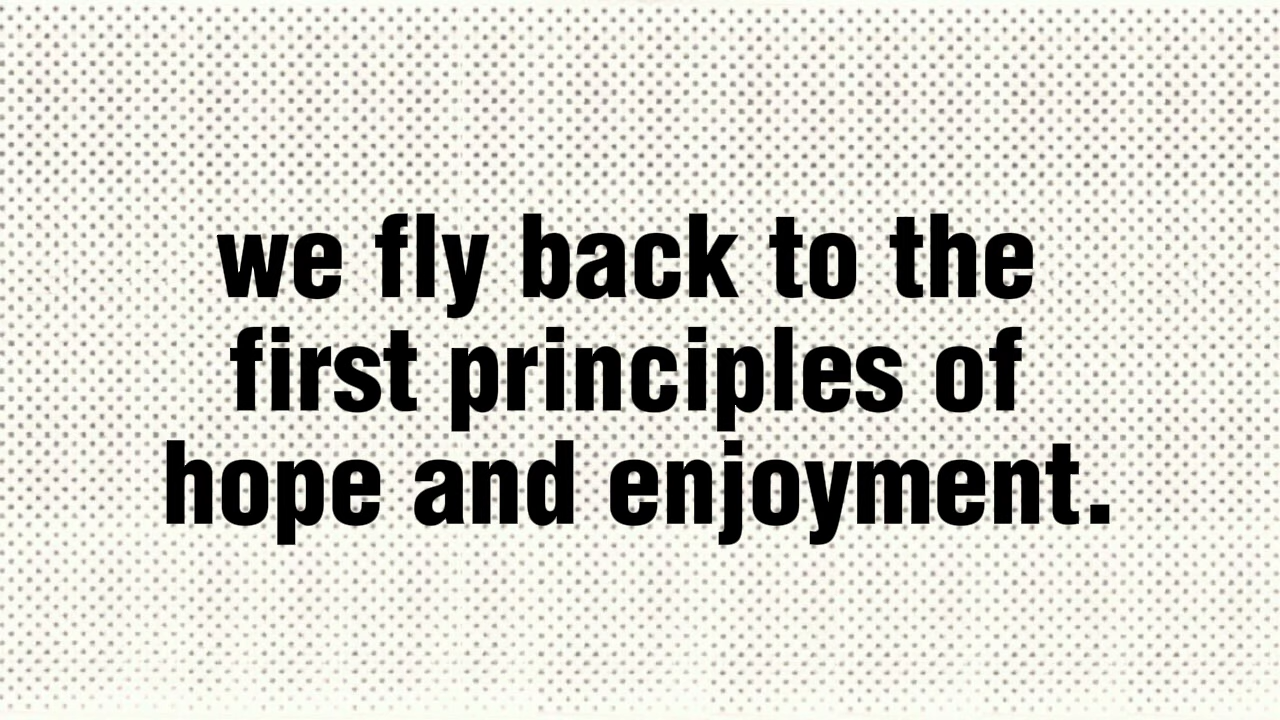 we fly back to the
first principles of
hope and enjoyment.